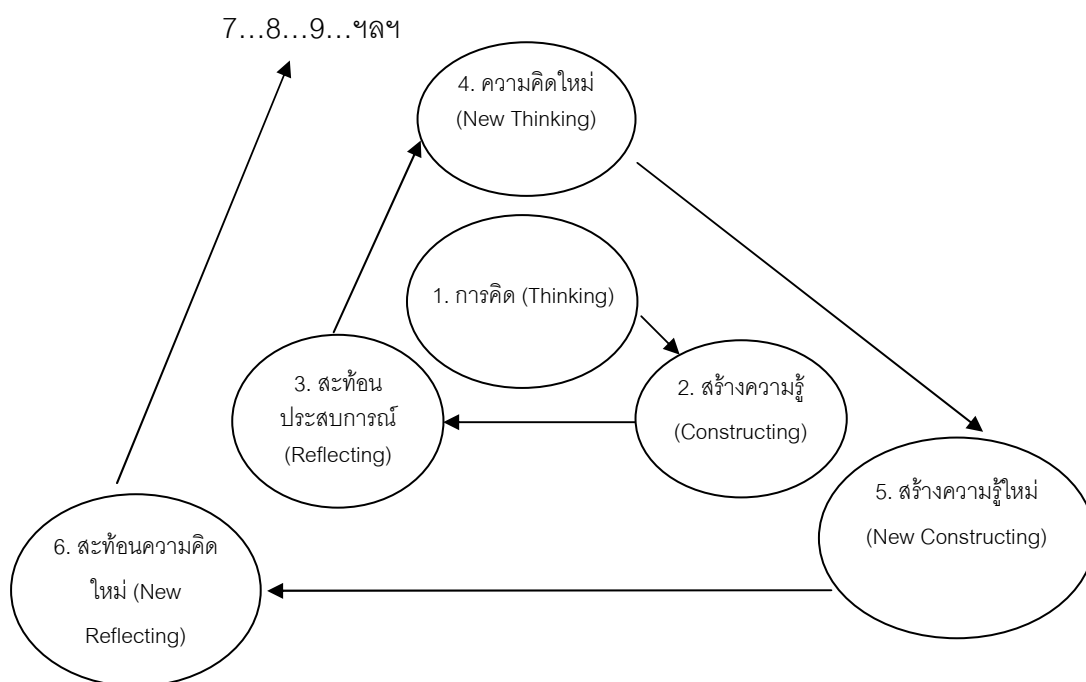 7...8...9...ฯลฯ
4. ความคิดใหม่
(New Thinking)
1. การคิด (Thinking)
3. สะท้อน
ประสบการณ์
(Reflecting)
2. สร้างความรู้
(Constructing)
5. สร้างความรู้ใหม่
(New Constructing)
6. สะท้อนความคิด
ใหม่ (New
Reflecting)